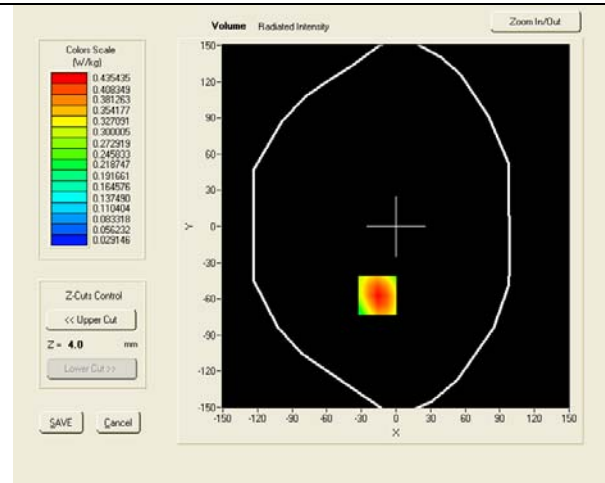 Volume Radiated Intensity
Zoom In/Out
Colors Scale
(W/kg)
0.435435
0.408349
0.381263
0.354177
0.327091
0.300005
0.272919
0.245833
0.218747
0.191661
0.164576
0.137490
0.110404
0.083318
0.056232
0.029146
Z-Cuts Control
<< Upper Cut
Z = 4.0 mm
Lower Cut >>
SAVE Cancel
150
120
90
60
30
0
-30
-60
-90
-120
-150
Y
-150 -120 -90 -60 -30 0 30 60 90 120 150
X